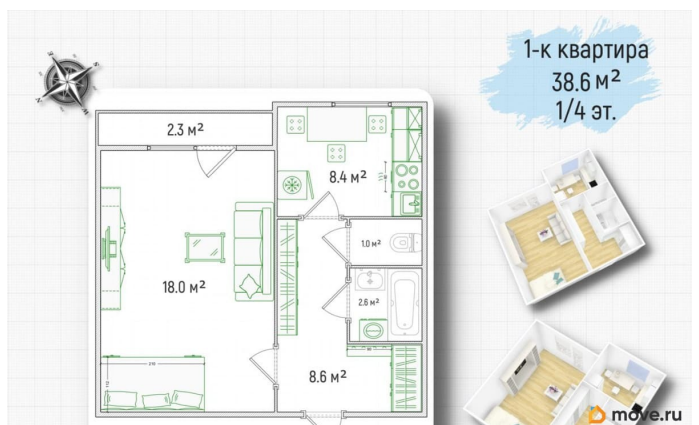 1-к квартира
38.6 м²
1/4 эт.
2.3 м²
8.4 м²
1.0 м²
18.0 м²
2.6 м²
8.6 м²
move.ru